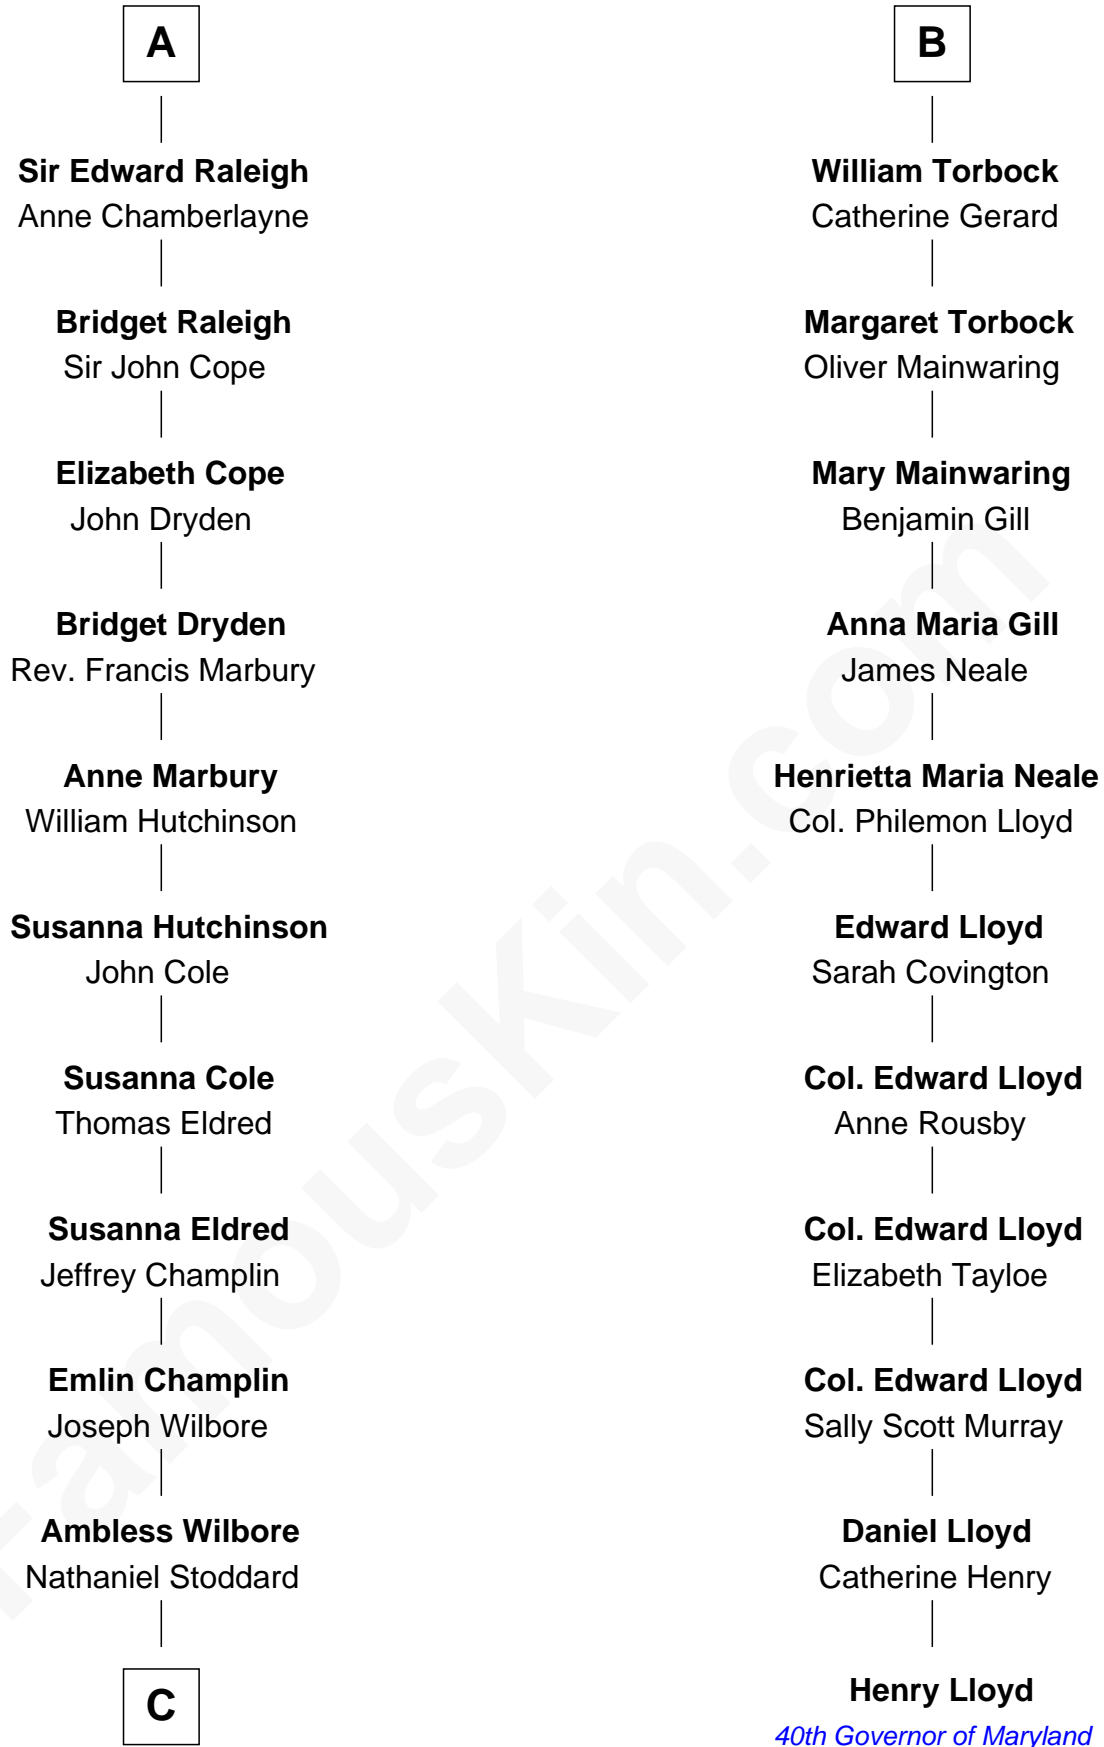 A
Sir Edward Raleigh
Anne Chamberlayne
Bridget Raleigh
Sir John Cope
Elizabeth Cope
John Dryden
Bridget Dryden
Rev. Francis Marbury
Anne Marbury
William Hutchinson
Susanna Hutchinson
John Cole
Susanna Cole
Thomas Eldred
Susanna Eldred
Jeffrey Champlin
Emlin Champlin
Joseph Wilbore
Ambless Wilbore
Nathaniel Stoddard
C
B
William Torbock
Catherine Gerard
Margaret Torbock
Oliver Mainwaring
Mary Mainwaring
Benjamin Gill
Anna Maria Gill
James Neale
Henrietta Maria Neale
Col. Philemon Lloyd
Edward Lloyd
Sarah Covington
Col. Edward Lloyd
Anne Rousby
Col. Edward Lloyd
Elizabeth Tayloe
Col. Edward Lloyd
Sally Scott Murray
Daniel Lloyd
Catherine Henry
Henry Lloyd
40th Governor of Maryland
FamousKin.com